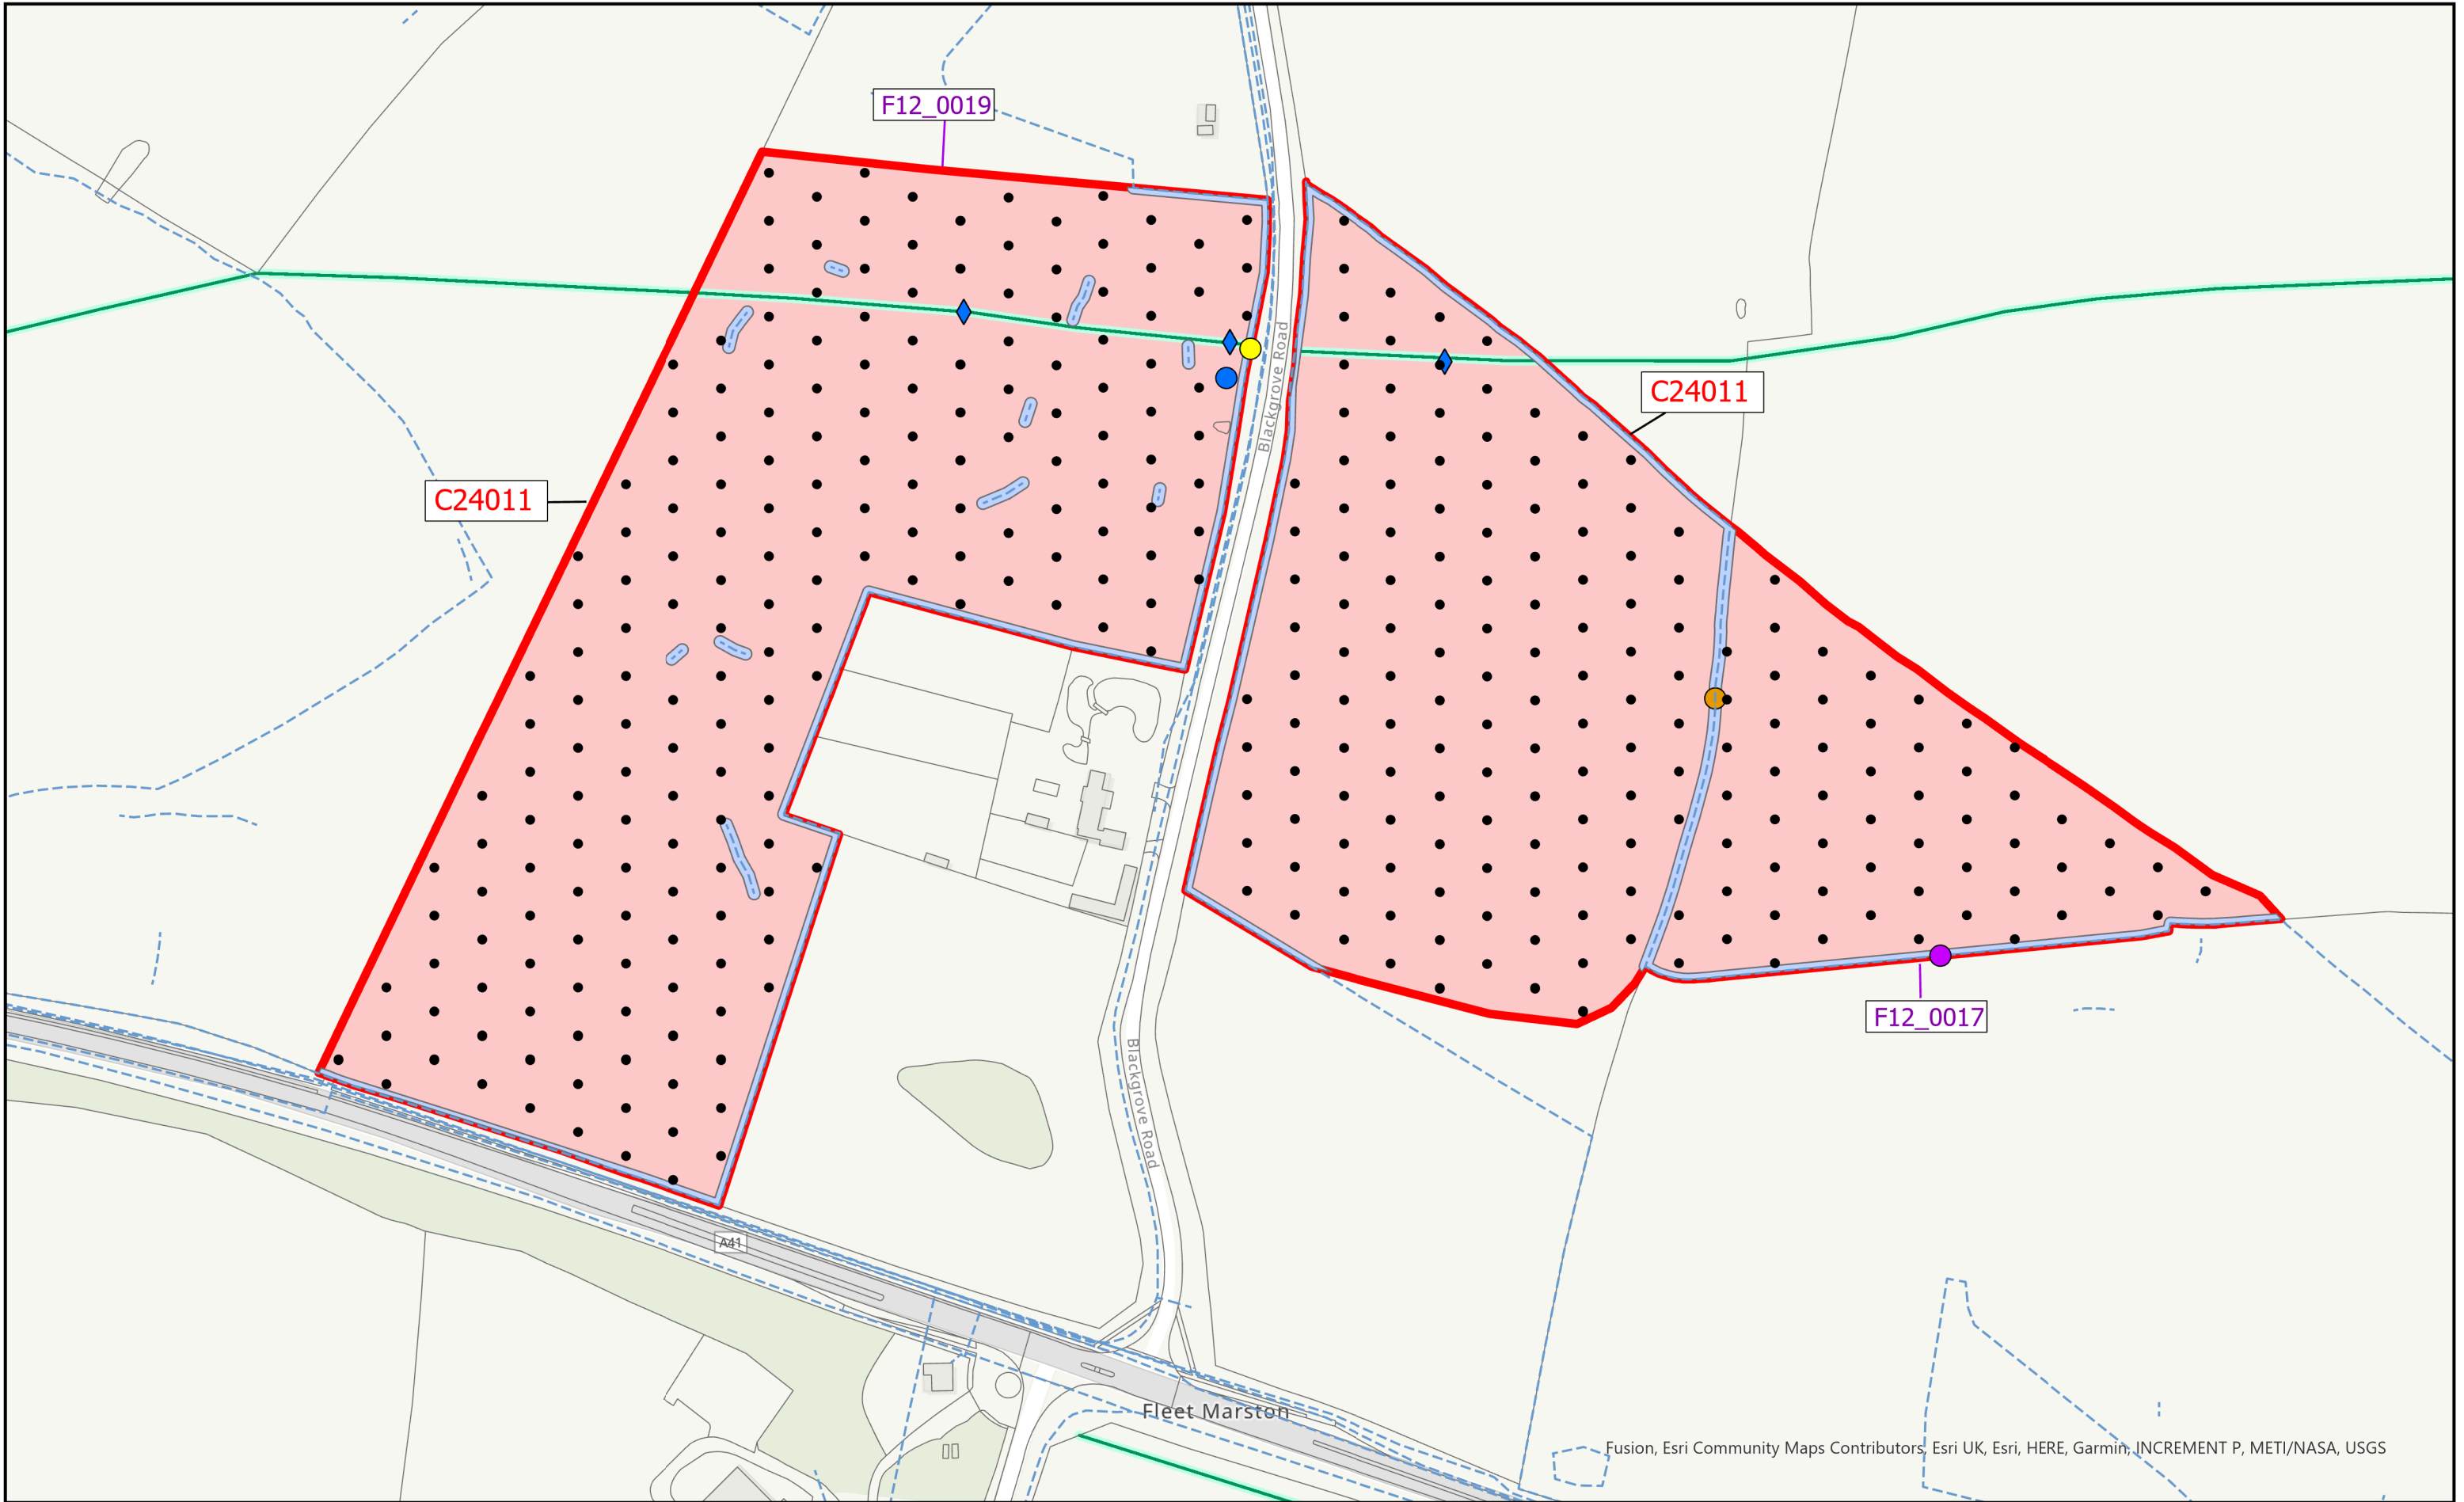 F12_0019
Blackgrove Road
C24011
C24011
F12_0017
Blackgrove Road
A41
Fleet Marston
Fusion, Esri Community Maps Contributors, Esri UK, Esri, HERE, Garmin, INCREMENT P, METI/NASA, USGS